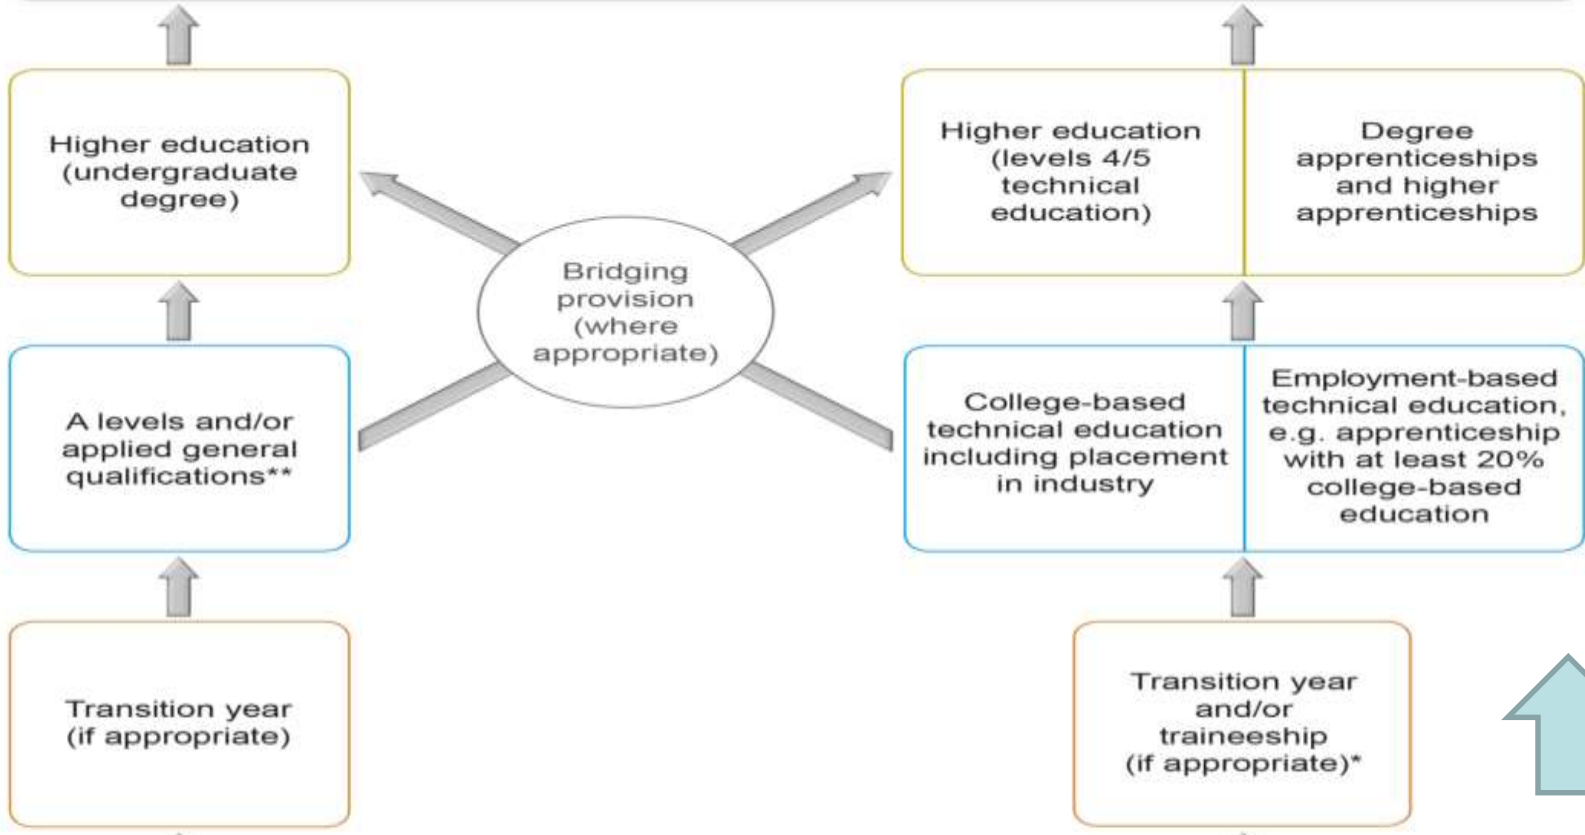 Higher education
(undergraduate
degree)
Higher education
(levels 4/5
technical
education)
Degree
apprenticeships
and higher
apprenticeships
Bridging
provision
(where
appropriate)
A levels and/or
applied general
qualifications**
College-based
technical education
including placement
in industry
Employment-based
technical education,
e.g. apprenticeship
with at least 20%
college-based
education
Transition year
(if appropriate)
Transition year
and/or
traineeship
(if appropriate)*